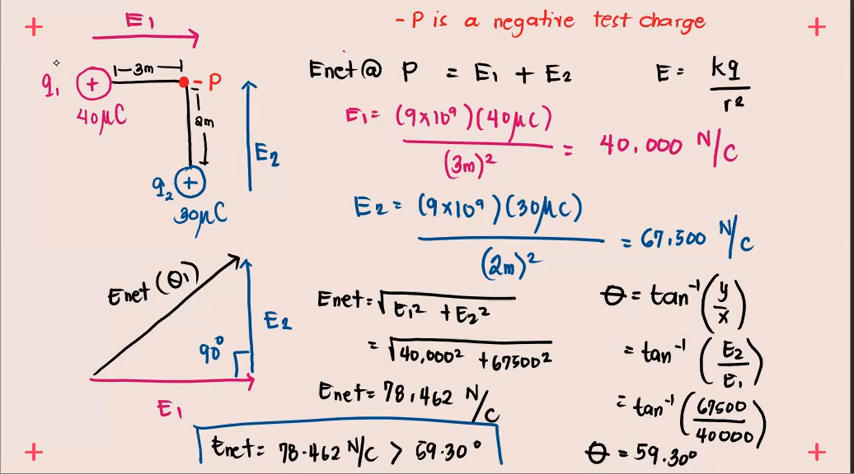 E1
- P is a negative test charge
q1 + 3m - P
40μC
2m
E2
q2 +
30μC
Enet @ P = E1 + E2
E = kq / r²
E1 = (9x10⁹)(40μC) / (3m)² = 40,000 N/C
E2 = (9x10⁹)(30μC) / (2m)² = 67,500 N/C
Enet (θ1)
E2
90°
E1
Enet = √E1² + E2²
= √40,000² + 67500²
Enet = 78,462 N/C
θ = tan⁻¹ (y/x)
= tan⁻¹ (E2/E1)
= tan⁻¹ (67500/40000)
θ = 59.30°
Enet = 78.462 N/C > 59.30°